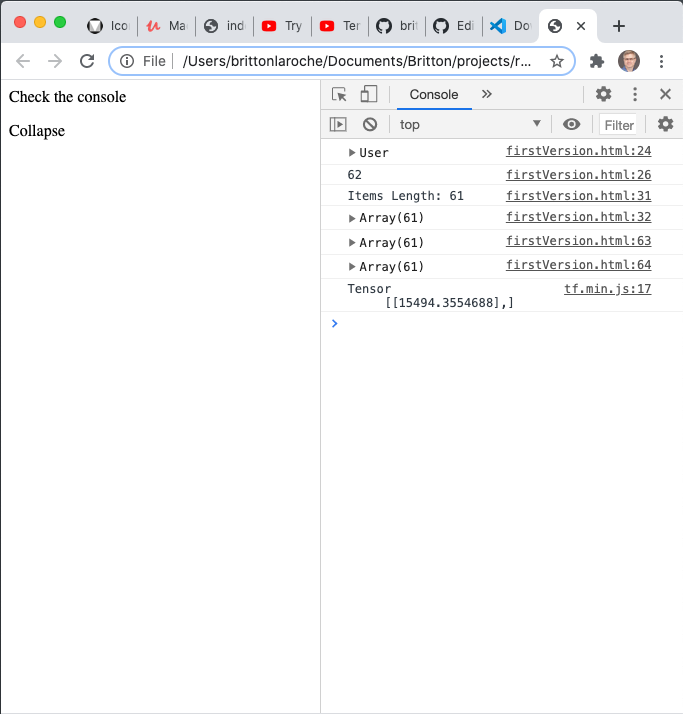 Ico
Ma
inde
Try
Ter
brit
Edi
Do
File
/Users/brittonlaroche/Documents/Britton/projects/r...
Check the console
Collapse
Console
top
Filter
User firstVersion.html:24
62 firstVersion.html:26
Items Length: 61 firstVersion.html:31
Array(61) firstVersion.html:32
Array(61) firstVersion.html:63
Array(61) firstVersion.html:64
Tensor tf.min.js:17
[[15494.3554688],]